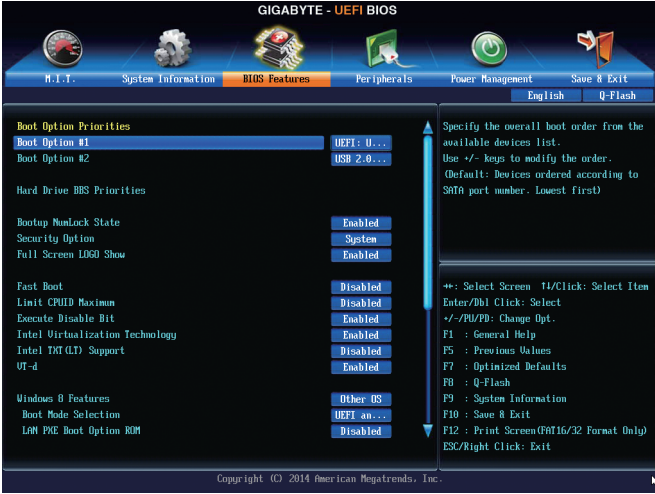 GIGABYTE - UEFI BIOS
M.I.T. System Information BIOS Features Peripherals Power Management Save & Exit
English Q-Flash
Boot Option Priorities
Boot Option #1 UEFI: U...
Boot Option #2 USB 2.0...
Hard Drive BBS Priorities
Bootup NumLock State Enabled
Security Option System
Full Screen LOGO Show Enabled
Fast Boot Disabled
Limit CPUID Maximum Disabled
Execute Disable Bit Enabled
Intel Virtualization Technology Enabled
Intel TXT(LT) Support Disabled
VT-d Enabled
Windows 8 Features Other OS
Boot Mode Selection UEFI an...
LAN PXE Boot Option ROM Disabled
Specify the overall boot order from the
available devices list.
Use +/- keys to modify the order.
(Default: Devices ordered according to
SATA port number. Lowest first)
→←: Select Screen ↑↓/Click: Select Item
Enter/Dbl Click: Select
+/-/PU/PD: Change Opt.
F1 : General Help
F5 : Previous Values
F7 : Optimized Defaults
F8 : Q-Flash
F9 : System Information
F10 : Save & Exit
F12 : Print Screen(FAT16/32 Format Only)
ESC/Right Click: Exit
Copyright (C) 2014 American Megatrends, Inc.